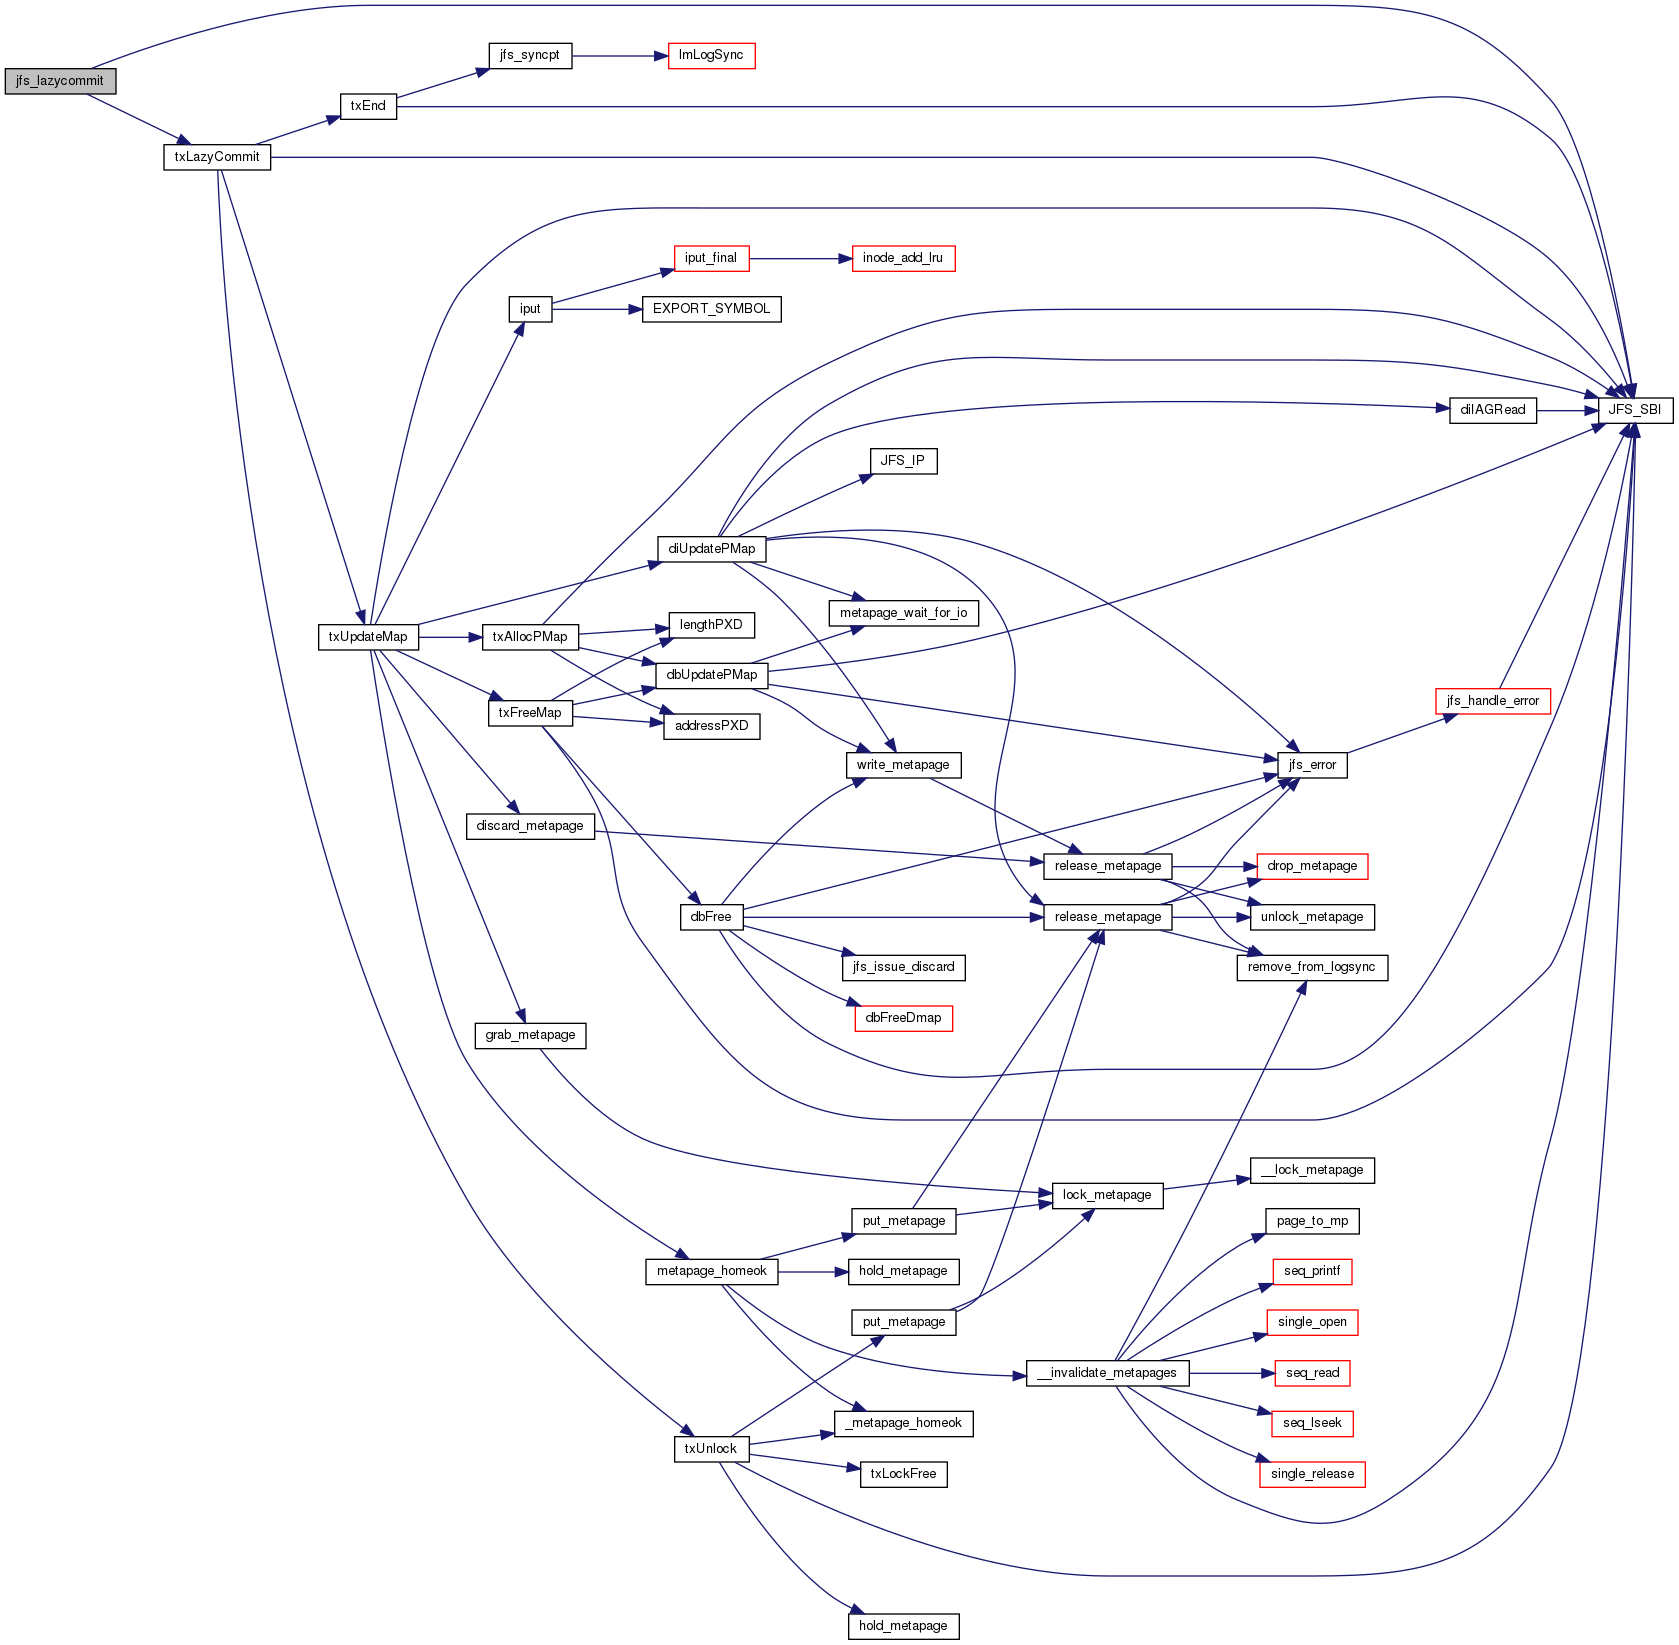 jfs_lazycommit
txLazyCommit
txEnd
jfs_syncpt
lmLogSync
txUpdateMap
iput
iput_final
inode_add_lru
EXPORT_SYMBOL
JFS_SBI
diIAGRead
JFS_IP
diUpdatePMap
metapage_wait_for_io
txAllocPMap
lengthPXD
dbUpdatePMap
txFreeMap
addressPXD
jfs_handle_error
write_metapage
jfs_error
discard_metapage
release_metapage
drop_metapage
dbFree
release_metapage
unlock_metapage
jfs_issue_discard
remove_from_logsync
dbFreeDmap
grab_metapage
__lock_metapage
lock_metapage
put_metapage
page_to_mp
metapage_homeok
hold_metapage
seq_printf
put_metapage
single_open
__invalidate_metapages
seq_read
_metapage_homeok
seq_lseek
txUnlock
txLockFree
single_release
hold_metapage